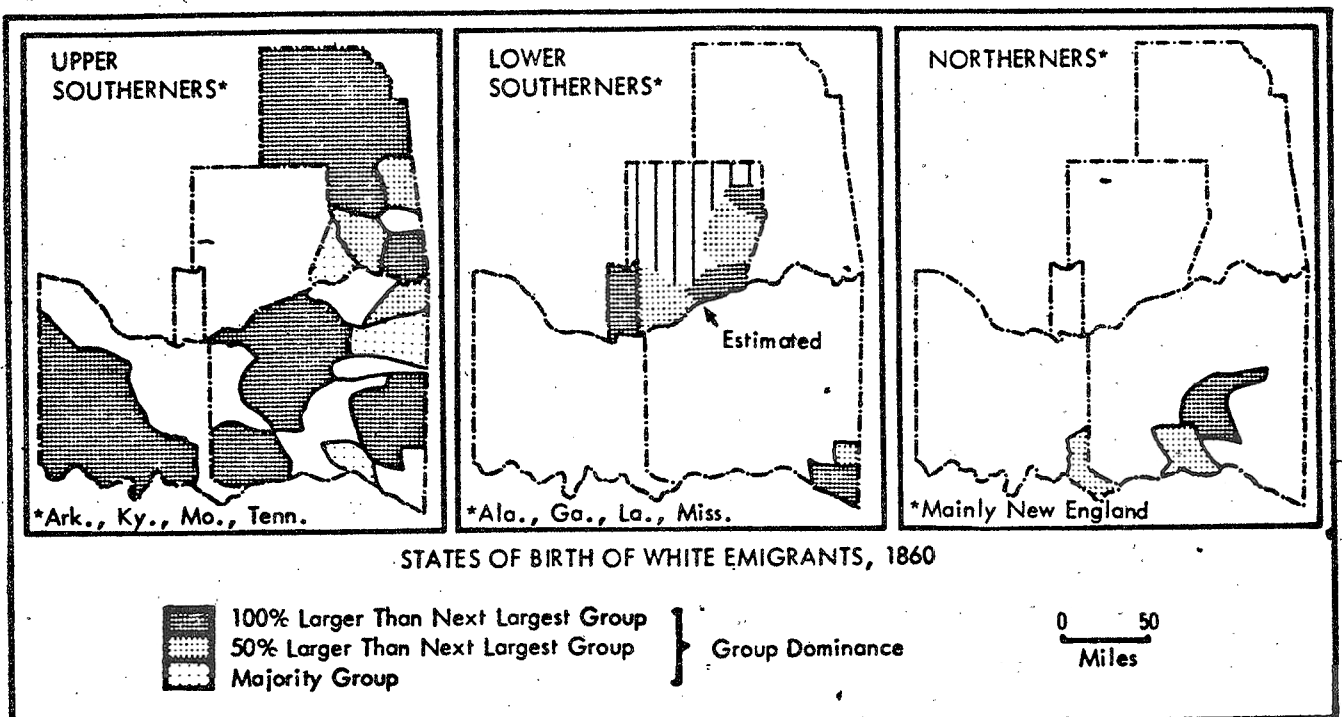 UPPER
SOUTHERNERS*
*Ark., Ky., Mo., Tenn.
LOWER
SOUTHERNERS*
Estimated
*Ala., Ga., La., Miss.
NORTHERNERS*
*Mainly New England
STATES OF BIRTH OF WHITE EMIGRANTS, 1860
100% Larger Than Next Largest Group
50% Larger Than Next Largest Group
Majority Group
Group Dominance
0 50
Miles